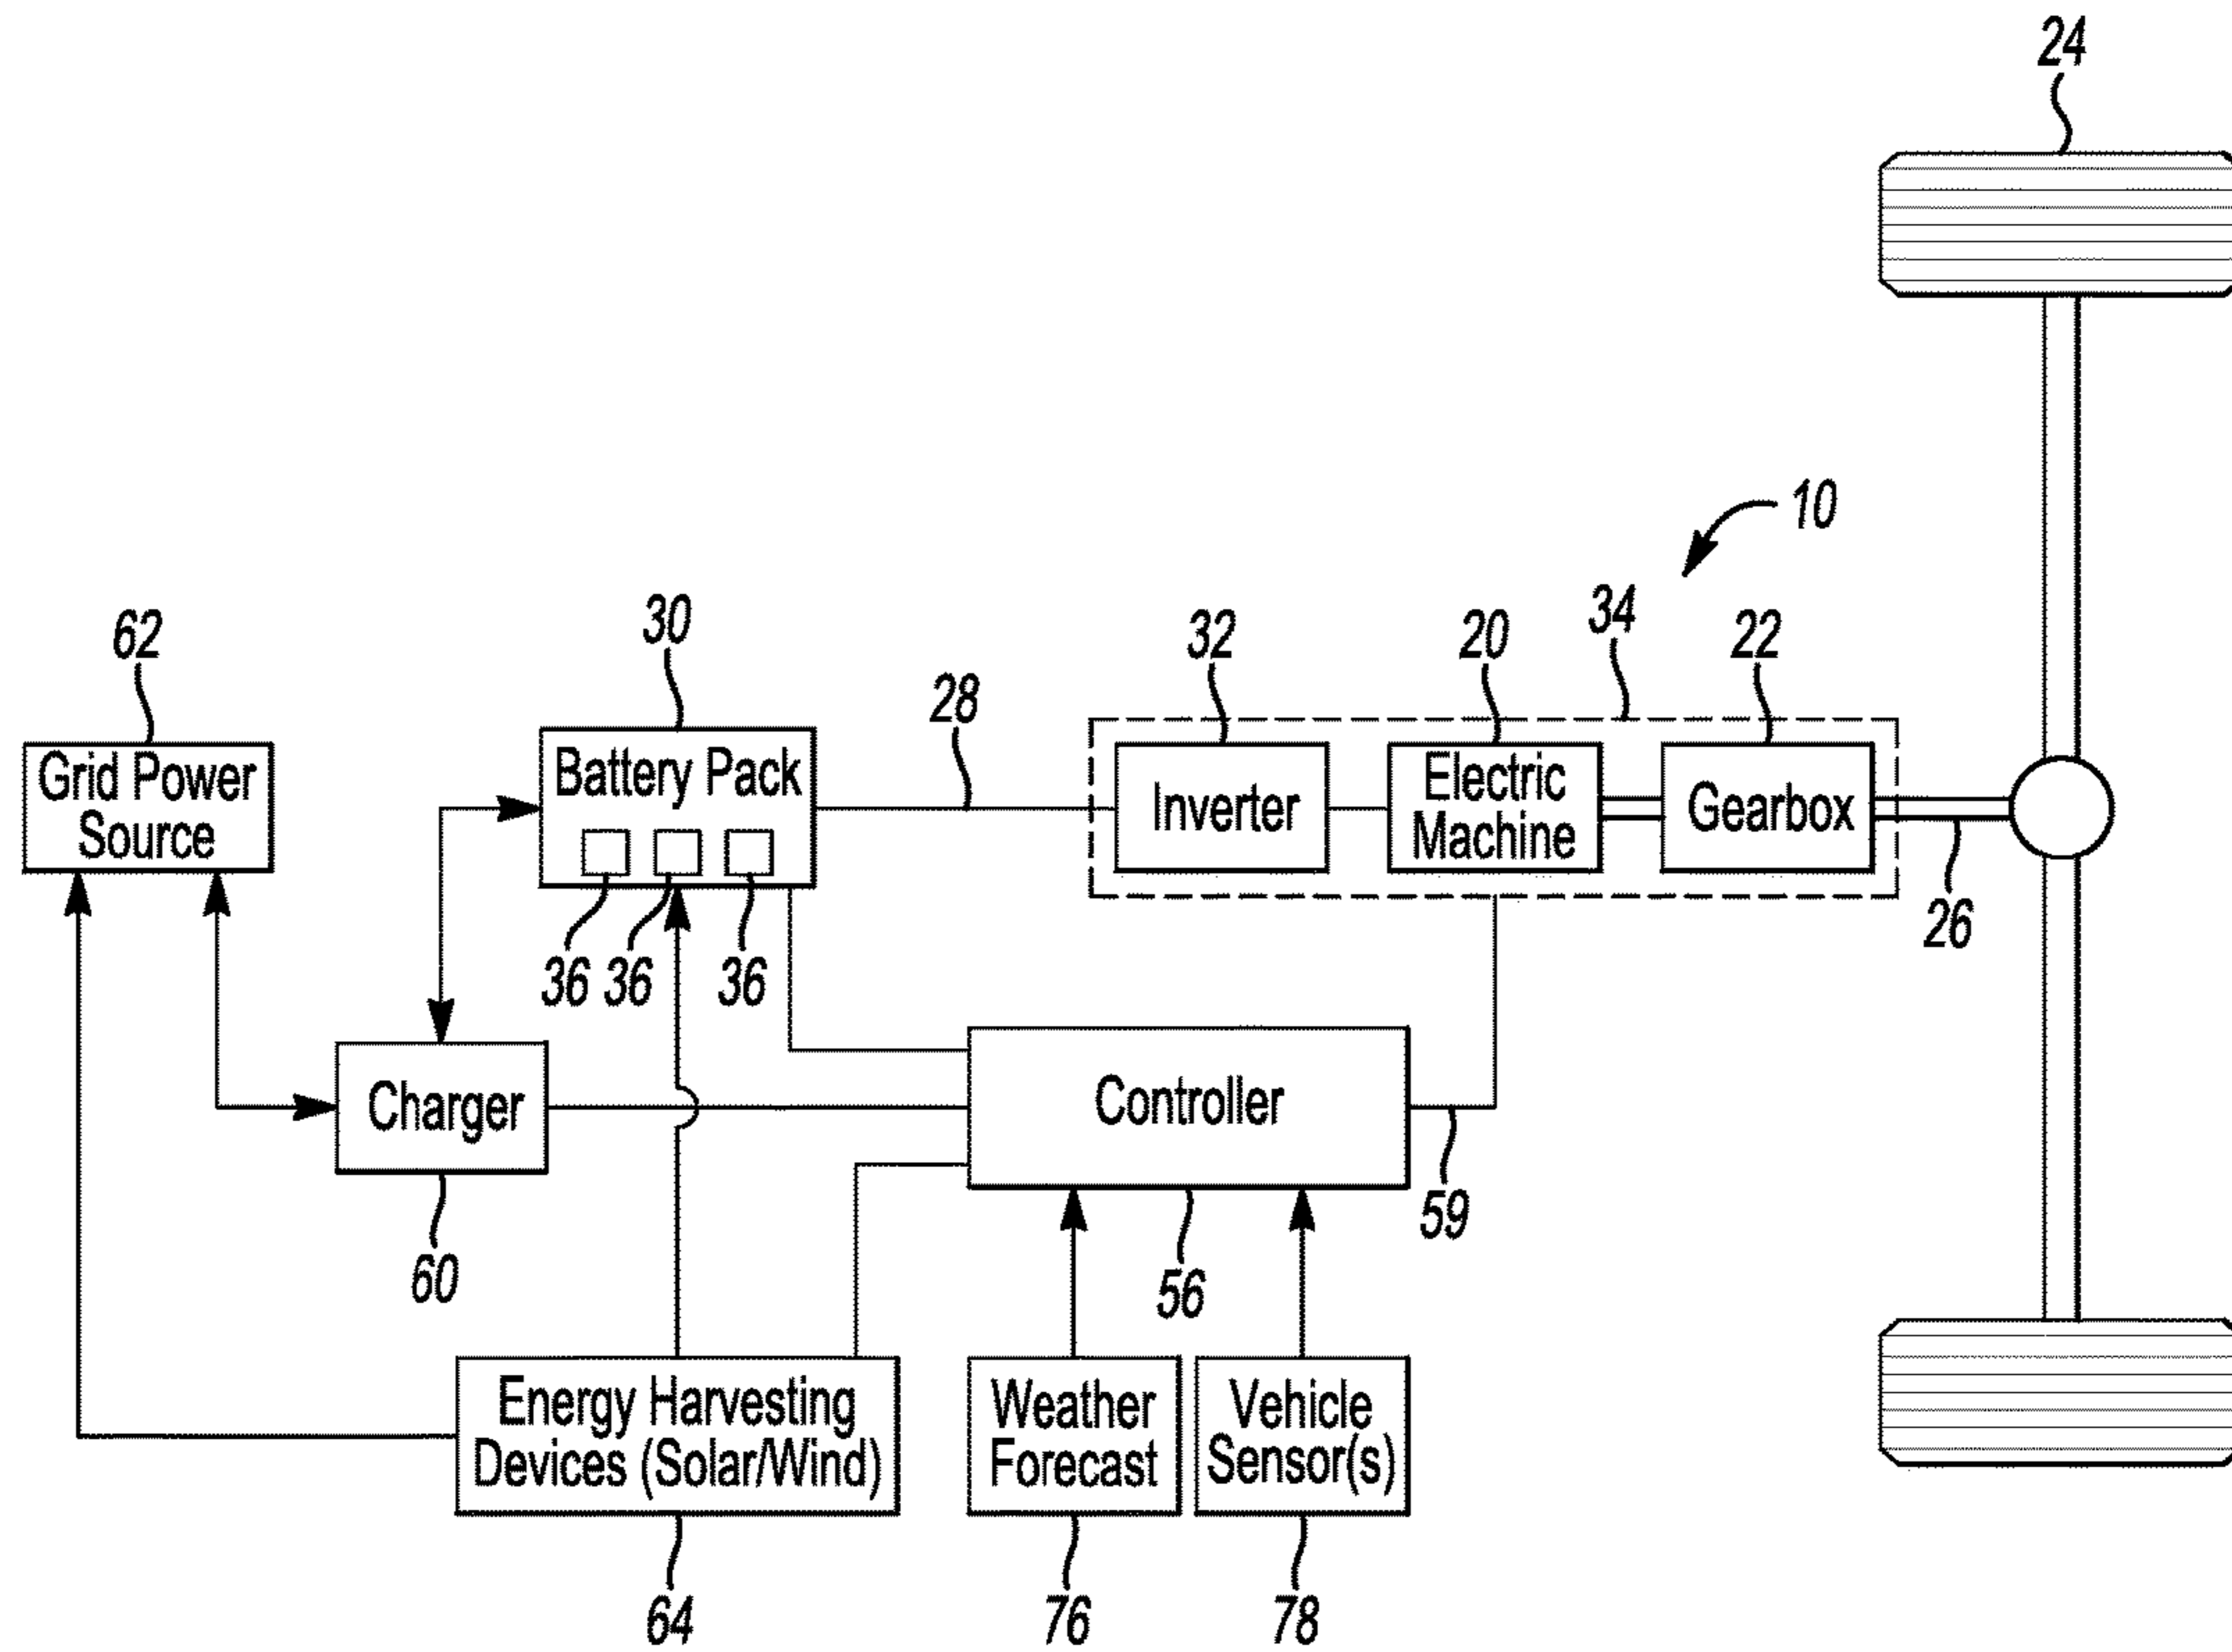 24
10
34
30
32
20
22
62
28
Grid Power
Source
Battery Pack
Inverter
Electric
Machine
Gearbox
26
36 36 36
Charger
Controller
59
60
56
Energy Harvesting
Devices (Solar/Wind)
Weather
Forecast
Vehicle
Sensor(s)
64
76
78